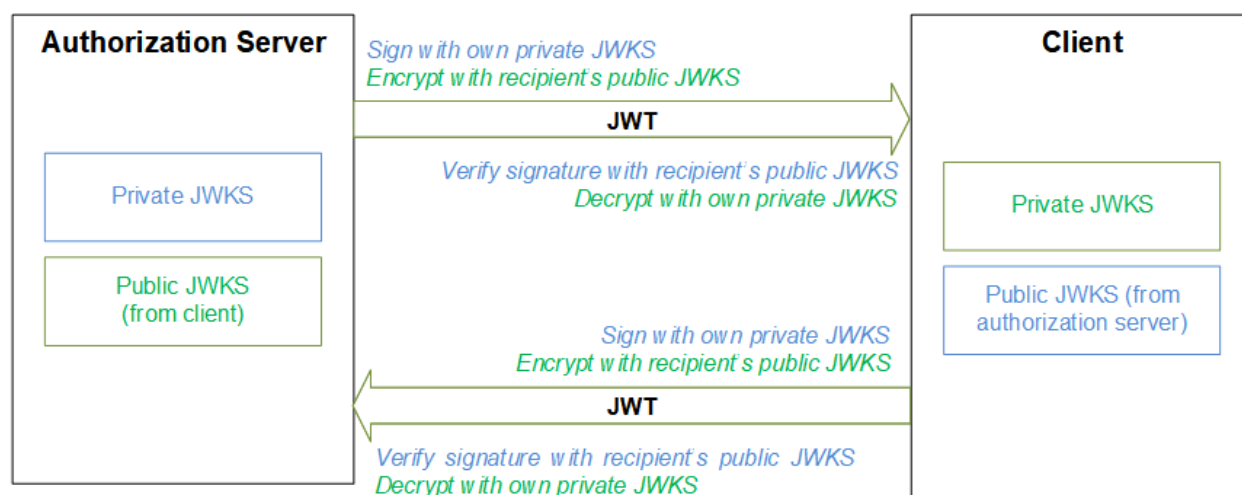 Authorization Server
Client
Sign with own private JWKS
Encrypt with recipient's public JWKS
JWT
Verify signature with recipient's public JWKS
Decrypt with own private JWKS
Private JWKS
Public JWKS
(from client)
Private JWKS
Public JWKS (from
authorization server)
Sign with own private JWKS
Encrypt with recipient's public JWKS
JWT
Verify signature with recipient's public JWKS
Decrypt with own private JWKS